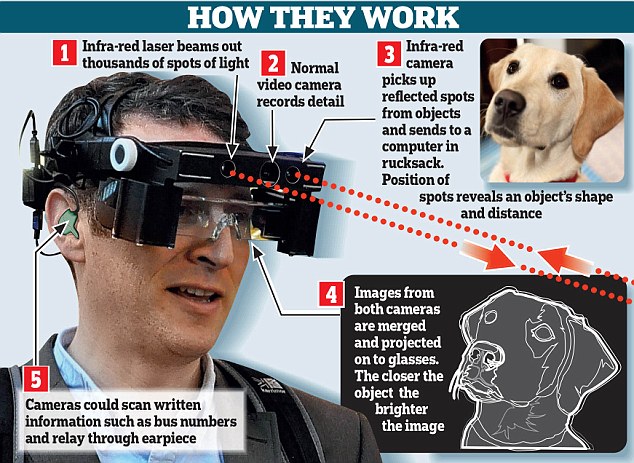 HOW THEY WORK
1
Infra-red laser beams out
thousands of spots of light
2
Normal
video camera
records detail
3
Infra-red
camera
picks up
reflected spots
from objects
and sends to a
computer in
rucksack.
Position of
spots reveals an object's shape
and distance
4
Images from
both cameras
are merged
and projected
on to glasses.
The closer the
object the
brighter
the image
5
Cameras could scan written
information such as bus numbers
and relay through earpiece